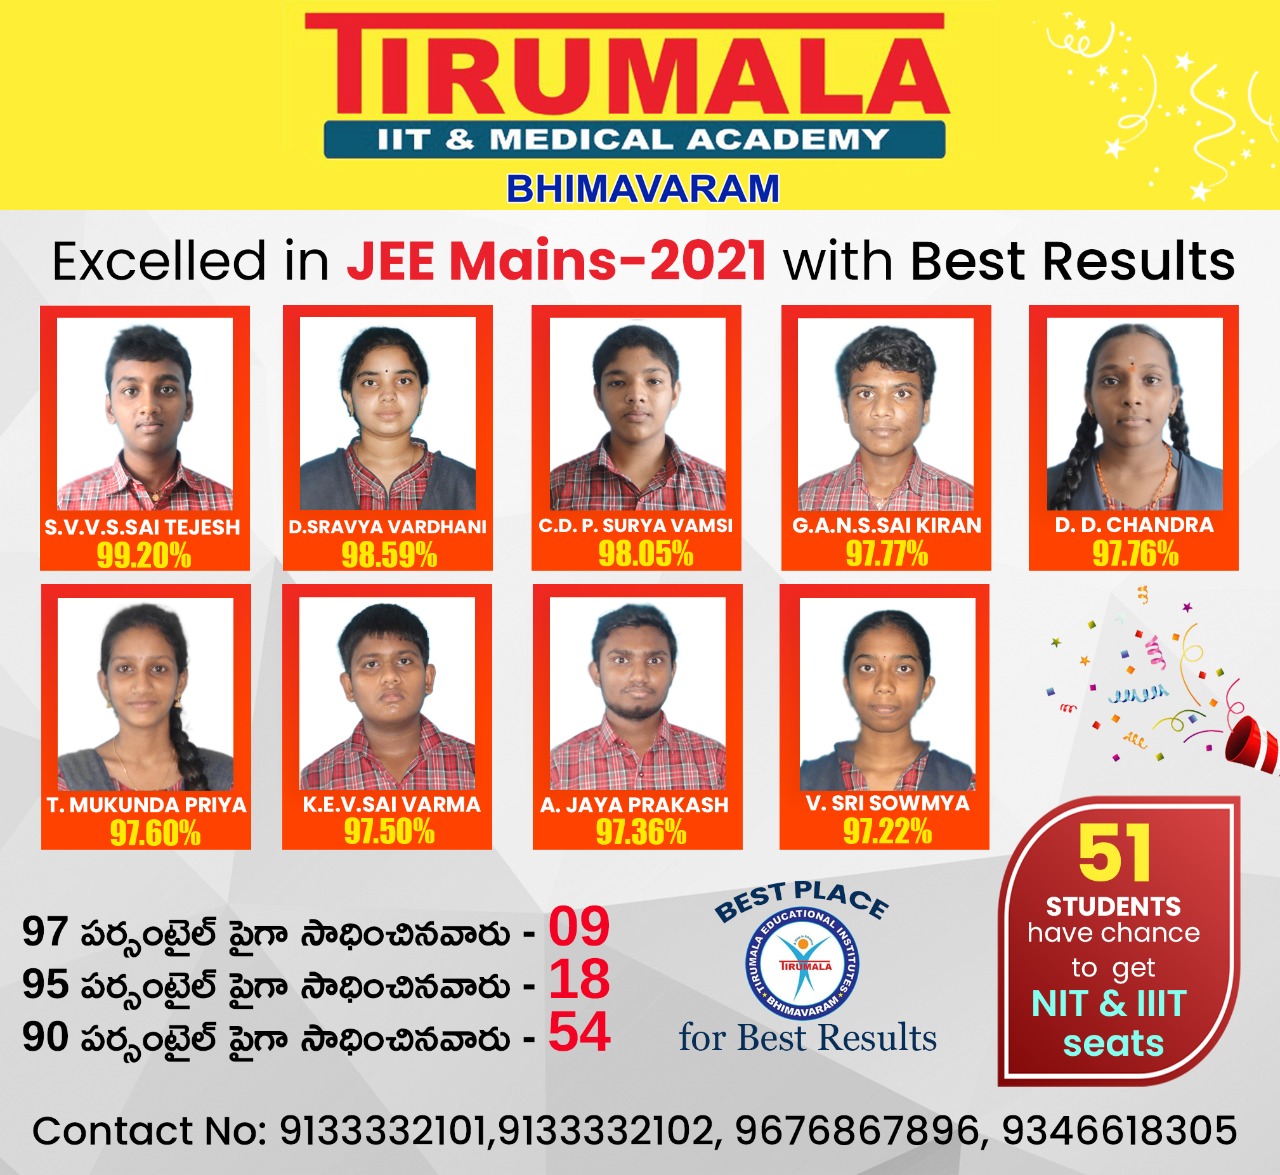 TIRUMALA
IIT & MEDICAL ACADEMY
BHIMAVARAM
Excelled in JEE Mains-2021 with Best Results
S.V.V.S.SAI TEJESH
99.20%
D.SRAVYA VARDHANI
98.59%
C.D. P. SURYA VAMSI
98.05%
G.A.N.S.SAI KIRAN
97.77%
D. D. CHANDRA
97.76%
T. MUKUNDA PRIYA
97.60%
K.E.V.SAI VARMA
97.50%
A. JAYA PRAKASH
97.36%
V. SRI SOWMYA
97.22%
97 పర్సంటైల్ పైగా సాధించినవారు - 09
95 పర్సంటైల్ పైగా సాధించినవారు - 18
90 పర్సంటైల్ పైగా సాధించినవారు - 54
BEST PLACE
TIRUMALA EDUCATIONAL INSTITUTES
TIRUMALA
BHIMAVARAM
for Best Results
51
STUDENTS
have chance
to get
NIT & IIIT
seats
Contact No: 9133332101,9133332102, 9676867896, 9346618305